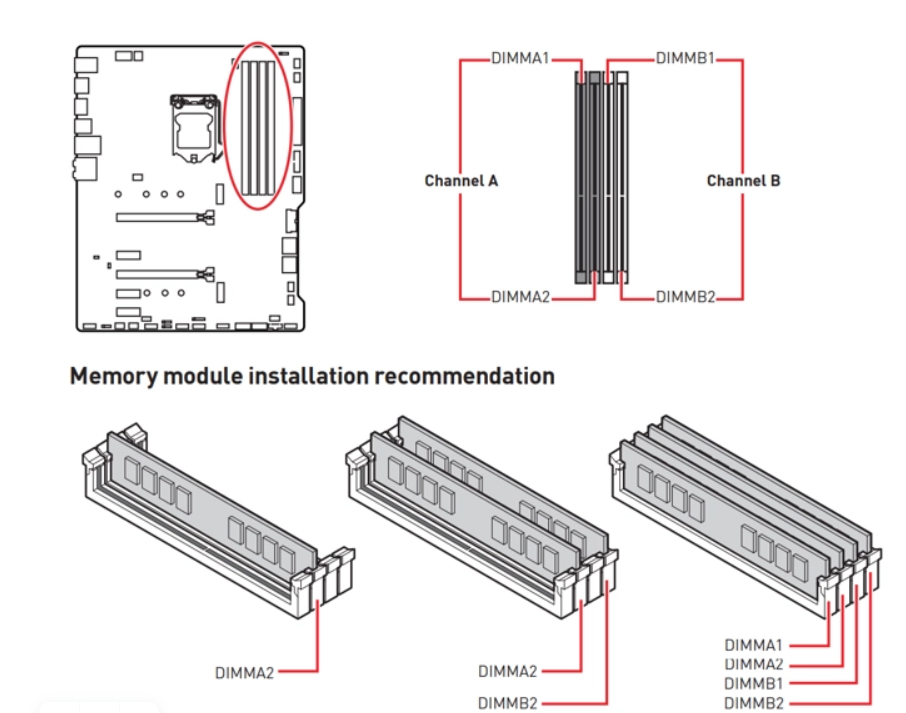 DIMMA1
DIMMB1
Channel A
Channel B
DIMMA2
DIMMB2
Memory module installation recommendation
DIMMA2
DIMMA2
DIMMB2
DIMMA1
DIMMA2
DIMMB1
DIMMB2